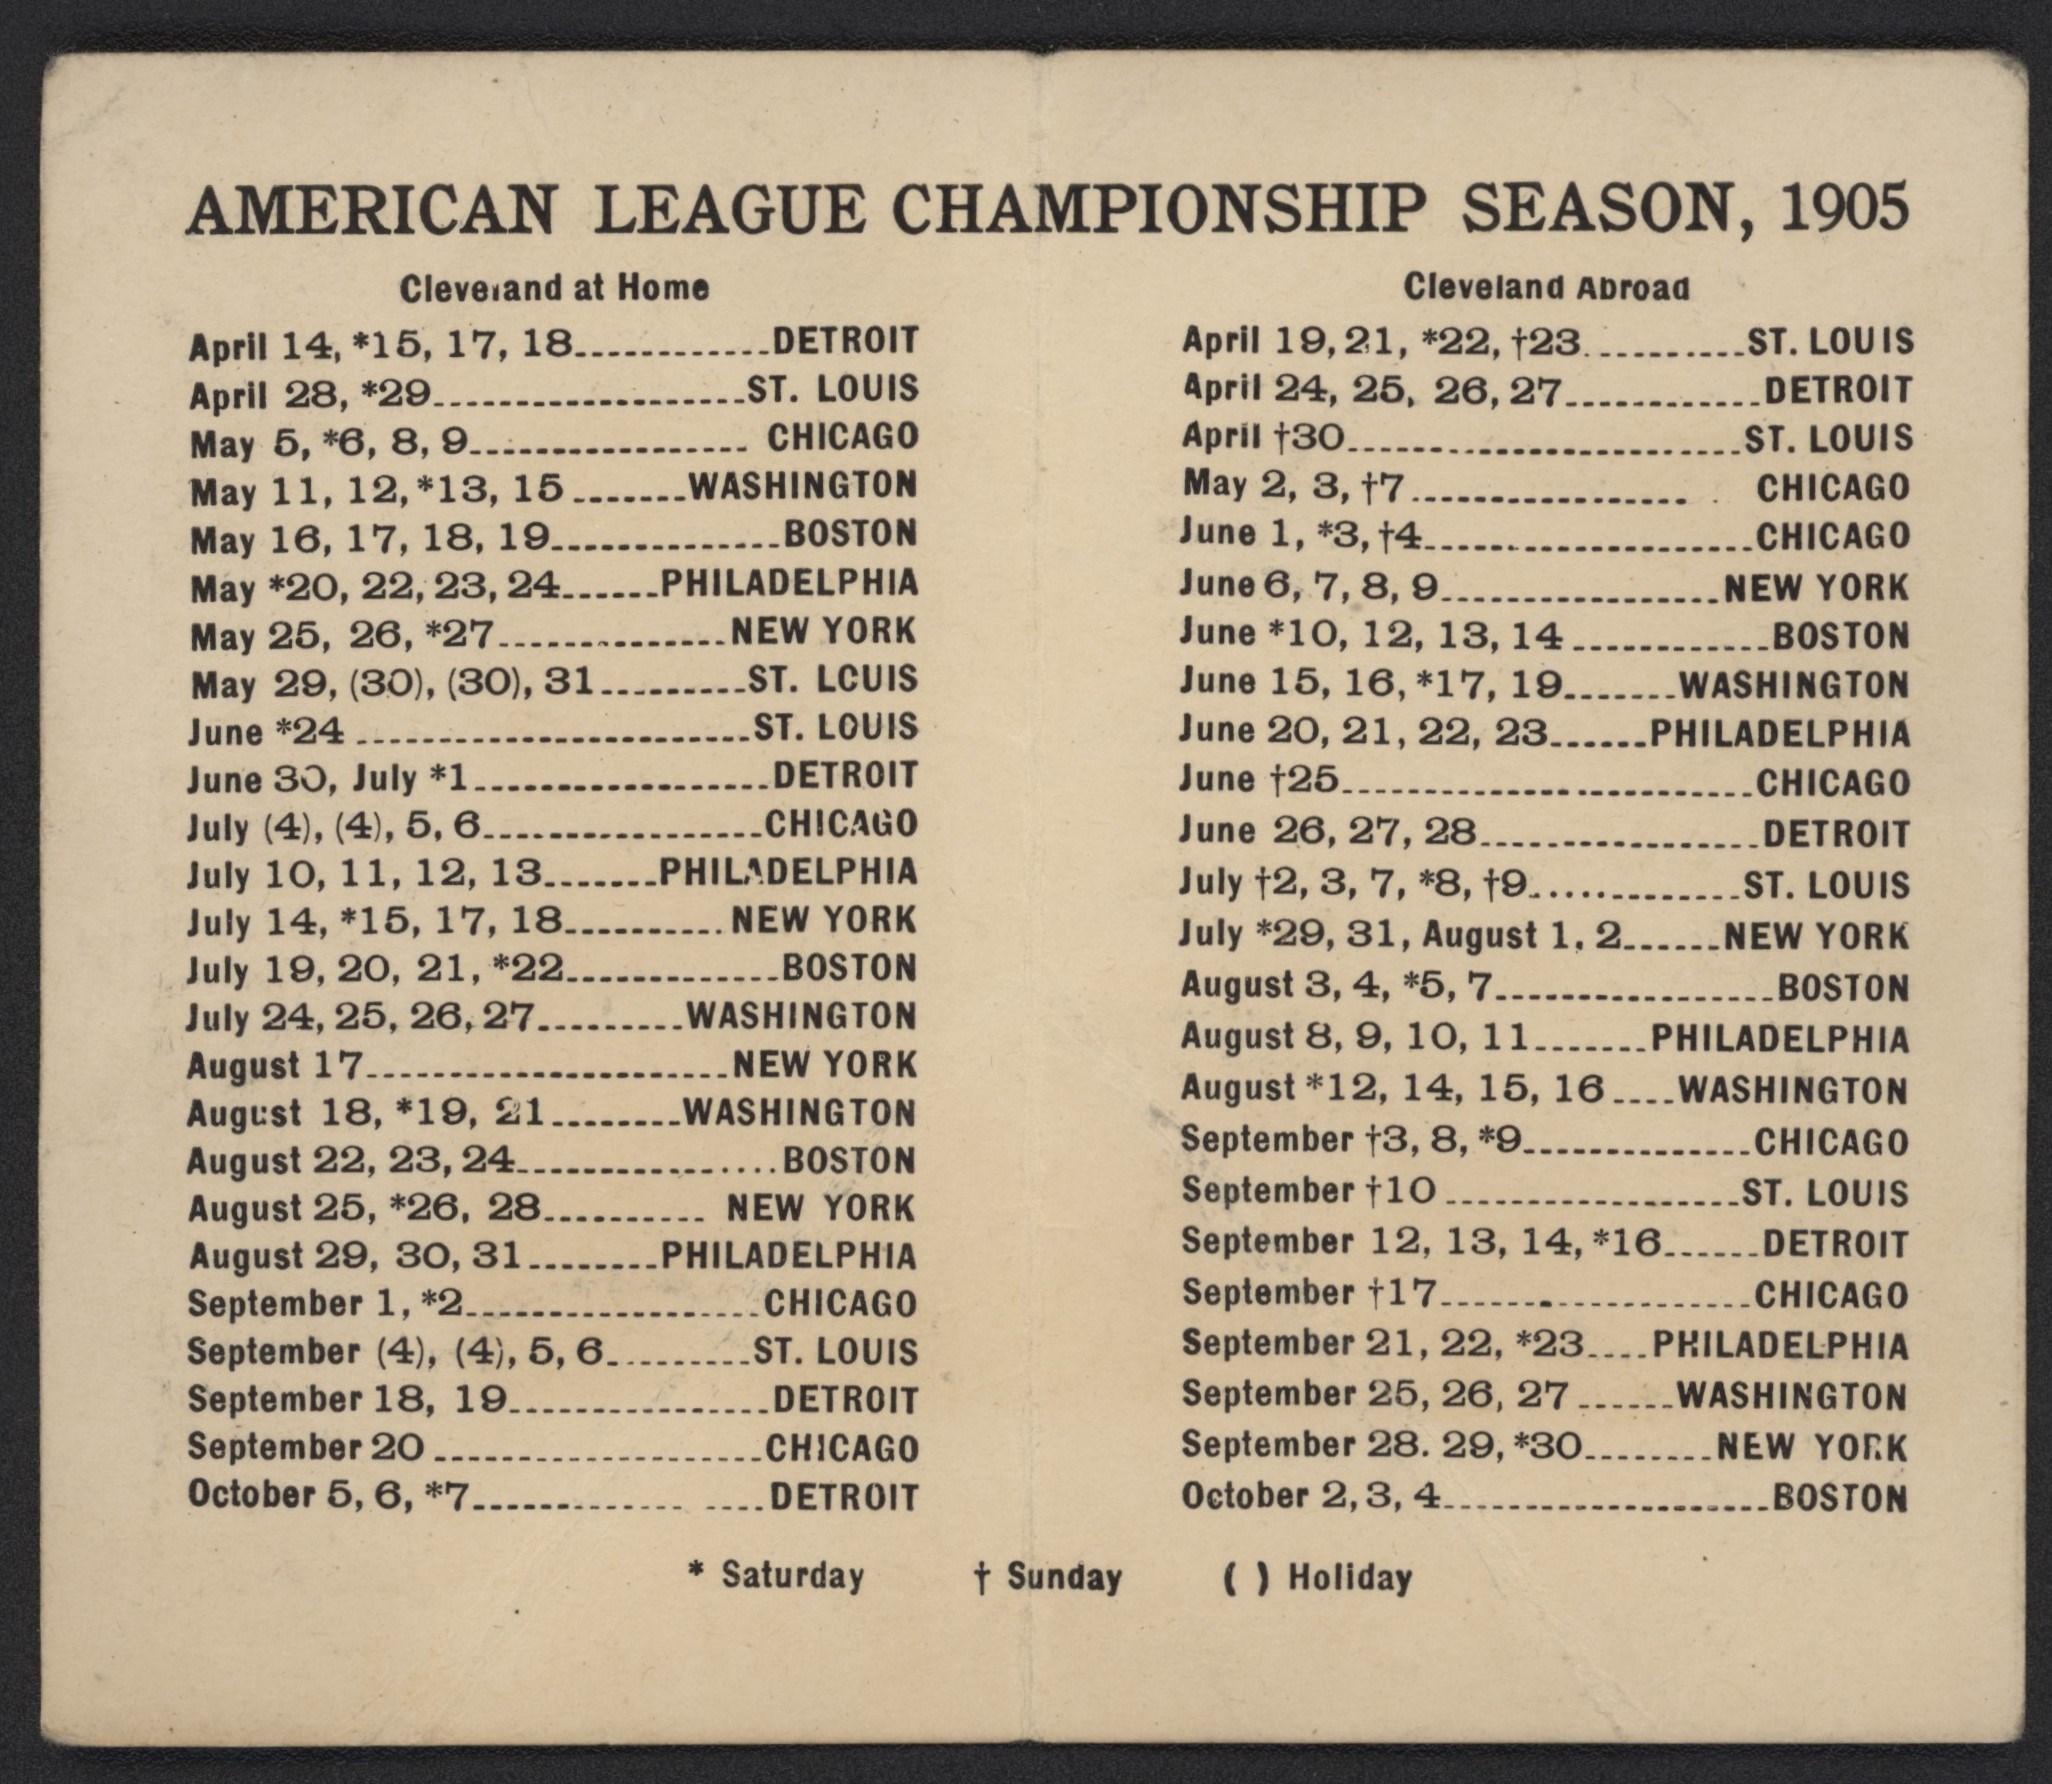 AMERICAN LEAGUE CHAMPIONSHIP SEASON, 1905
Cleveland at Home
April 14, *15, 17, 18............DETROIT
April 28, *29...................ST. LOUIS
May 5, *6, 8, 9................. CHICAGO
May 11, 12, *13, 15.......WASHINGTON
May 16, 17, 18, 19..............BOSTON
May *20, 22, 23, 24......PHILADELPHIA
May 25, 26, *27..............NEW YORK
May 29, (30), (30), 31.........ST. LOUIS
June *24........................ST. LOUIS
June 30, July *1..................DETROIT
July (4), (4), 5, 6.................CHICAGO
July 10, 11, 12, 13.......PHILADELPHIA
July 14, *15, 17, 18..........NEW YORK
July 19, 20, 21, *22.............BOSTON
July 24, 25, 26, 27.........WASHINGTON
August 17......................NEW YORK
August 18, *19, 21........WASHINGTON
August 22, 23, 24................BOSTON
August 25, *26, 28.......... NEW YORK
August 29, 30, 31........PHILADELPHIA
September 1, *2..................CHICAGO
September (4), (4), 5, 6.........ST. LOUIS
September 18, 19................DETROIT
September 20....................CHICAGO
October 5, 6, *7............. ....DETROIT
Cleveland Abroad
April 19, 21, *22, †23..........ST. LOUIS
April 24, 25, 26, 27............DETROIT
April †30........................ST. LOUIS
May 2, 3, †7................. . CHICAGO
June 1, *3, †4....................CHICAGO
June 6, 7, 8, 9.................NEW YORK
June *10, 12, 13, 14............BOSTON
June 15, 16, *17, 19.......WASHINGTON
June 20, 21, 22, 23......PHILADELPHIA
June †25.........................CHICAGO
June 26, 27, 28.................DETROIT
July †2, 3, 7, *8, †9.............ST. LOUIS
July *29, 31, August 1, 2......NEW YORK
August 3, 4, *5, 7.................BOSTON
August 8, 9, 10, 11.......PHILADELPHIA
August *12, 14, 15, 16....WASHINGTON
September †3, 8, *9..............CHICAGO
September †10..................ST. LOUIS
September 12, 13, 14, *16......DETROIT
September †17...................CHICAGO
September 21, 22, *23....PHILADELPHIA
September 25, 26, 27......WASHINGTON
September 28. 29, *30........NEW YORK
October 2, 3, 4....................BOSTON
* Saturday † Sunday ( ) Holiday